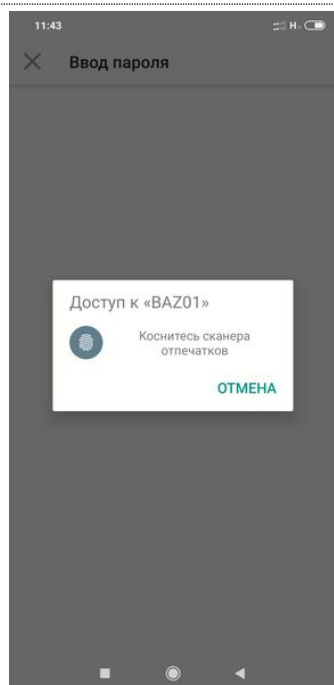 11:43
H
Ввод пароля
Доступ к «BAZ01»
Коснитесь сканера
отпечатков
ОТМЕНА